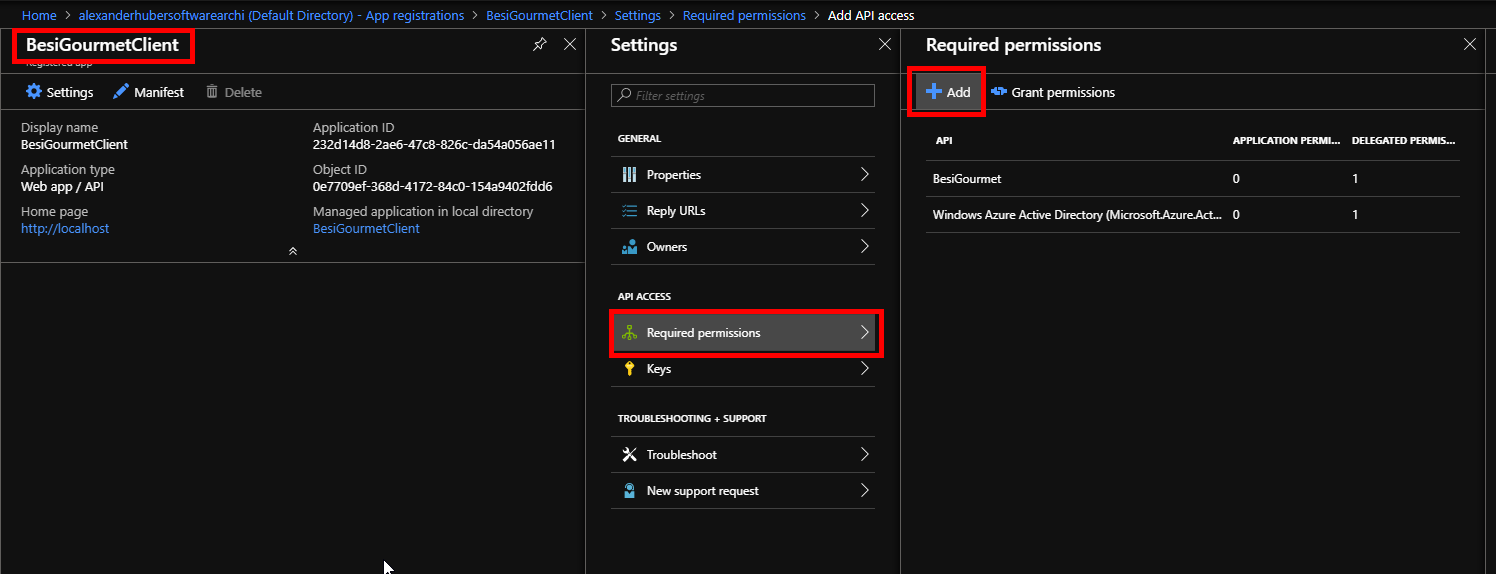 Home > alexanderhubersoftwarearchi (Default Directory) - App registrations > BesiGourmetClient > Settings > Required permissions > Add API access
BesiGourmetClient
Registered app
Settings
Manifest
Delete
Display name
BesiGourmetClient
Application type
Web app / API
Home page
http://localhost
Application ID
232d14d8-2ae6-47c8-826c-da54a056ae11
Object ID
0e7709ef-368d-4172-84c0-154a9402fdd6
Managed application in local directory
BesiGourmetClient
Settings
Filter settings
GENERAL
Properties
Reply URLs
Owners
API ACCESS
Required permissions
Keys
TROUBLESHOOTING + SUPPORT
Troubleshoot
New support request
Required permissions
Add
Grant permissions
API APPLICATION PERMI... DELEGATED PERMIS...
BesiGourmet 0 1
Windows Azure Active Directory (Microsoft.Azure.Act... 0 1